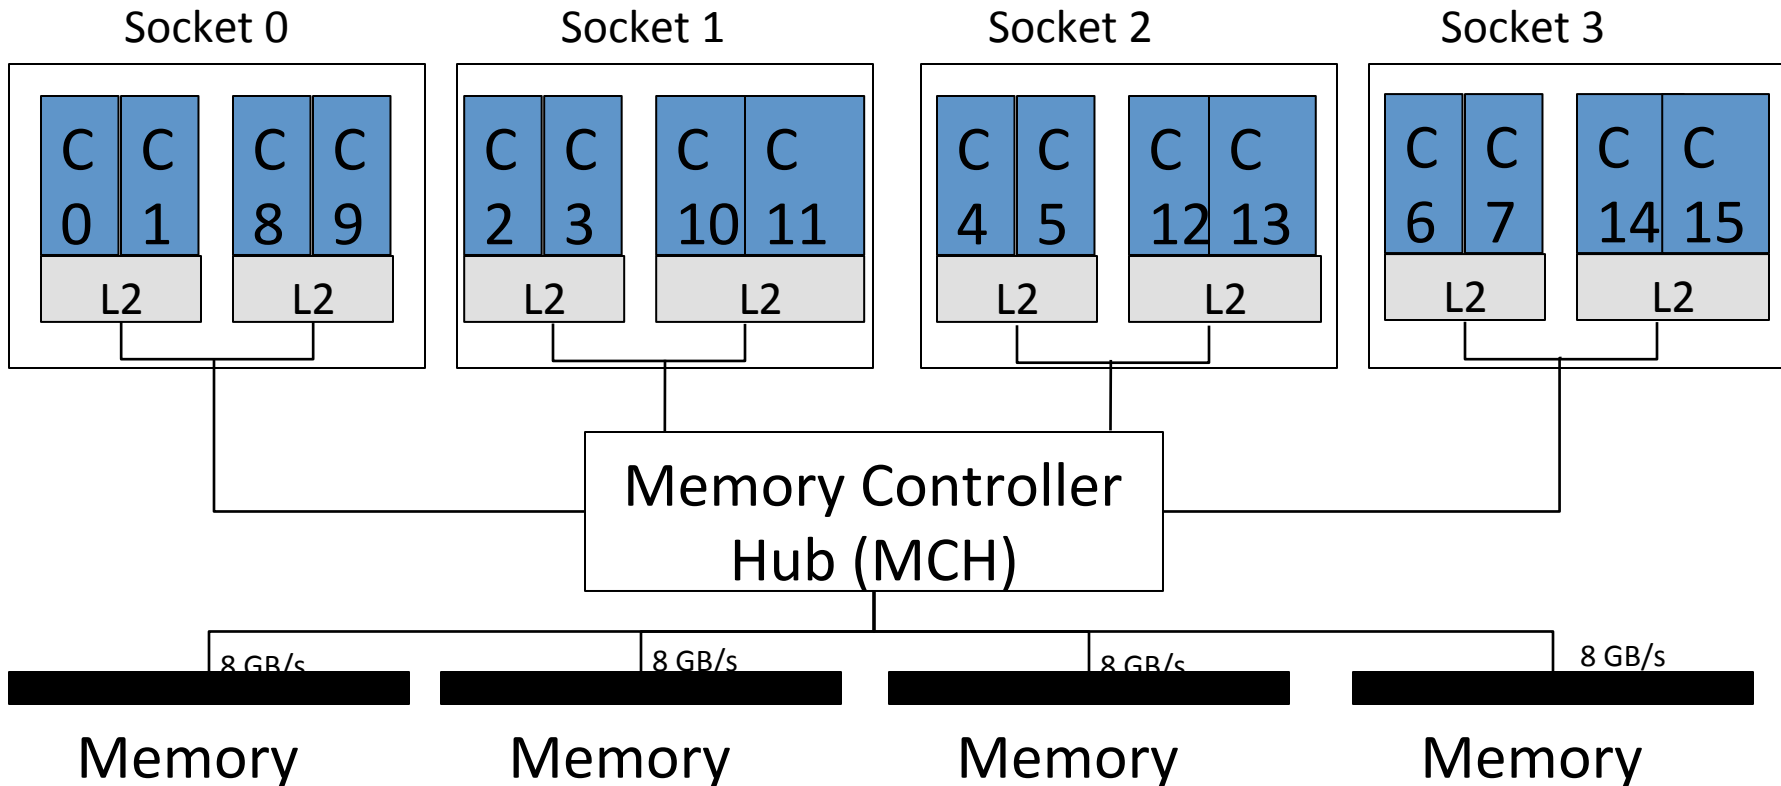 Socket 0 Socket 1 Socket 2 Socket 3
C C C C C C C C C C C C C C C C
0 1 8 9 2 3 10 11 4 5 12 13 6 7 14 15
L2 L2 L2 L2 L2 L2 L2 L2
Memory Controller
Hub (MCH)
8 GB/s 8 GB/s 8 GB/s 8 GB/s
Memory Memory Memory Memory